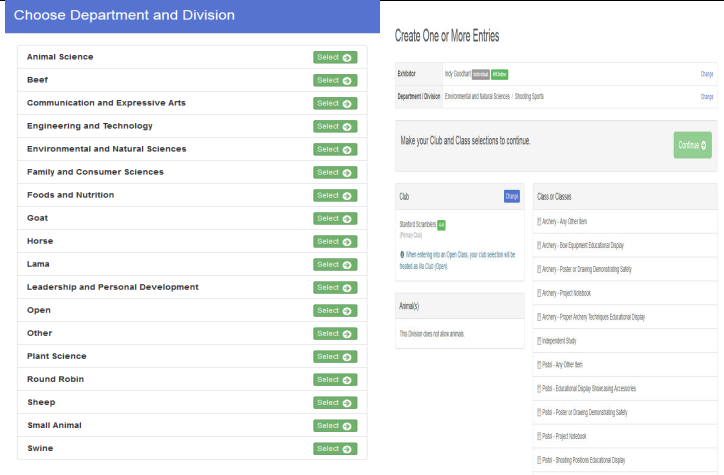 Choose Department and Division
Animal Science Select
Beef Select
Communication and Expressive Arts Select
Engineering and Technology Select
Environmental and Natural Sciences Select
Family and Consumer Sciences Select
Foods and Nutrition Select
Goat Select
Horse Select
Lama Select
Leadership and Personal Development Select
Open Select
Other Select
Plant Science Select
Round Robin Select
Sheep Select
Small Animal Select
Swine Select
Create One or More Entries
Exhibitor Indy Goodhart Individual #Online Change
Department / Division Environmental and Natural Sciences / Shooting Sports Change
Make your Club and Class selections to continue.
Continue
Club Change
Stanford Scramblers 4-H
(Primary Club)
When entering into an Open Class, your club selection will be
treated as No Club (Open).
Animal(s)
This Division does not allow animals.
Class or Classes
Archery - Any Other Item
Archery - Bow Equipment Educational Display
Archery - Poster or Drawing Demonstrating Safety
Archery - Project Notebook
Archery - Proper Archery Techniques Educational Display
Independent Study
Pistol - Any Other Item
Pistol - Educational Display Showcasing Accessories
Pistol - Poster or Drawing Demonstrating Safety
Pistol - Project Notebook
Pistol - Shooting Positions Educational Display